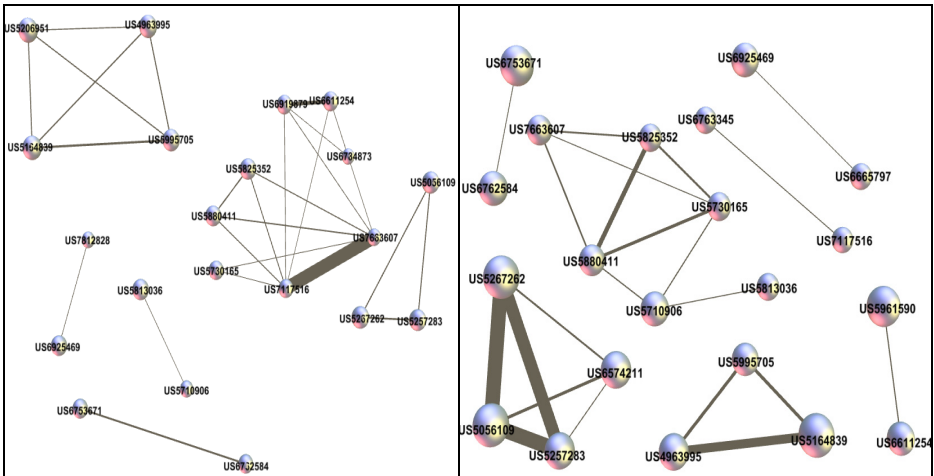 US5206951
US4963995
US5164839
US5995705
US6919879
US6611254
US6734873
US5825352
US5056109
US5880411
US7663607
US7812828
US5730165
US7117516
US5813036
US5267262
US5257283
US6925469
US5710906
US6753671
US6762584
US6753671
US6925469
US6763345
US7663607
US5825352
US6665797
US6762584
US5730165
US7117516
US5880411
US5267262
US5813036
US5710906
US5961590
US5995705
US6574211
US5056109
US5257283
US4963995
US5164839
US6611254